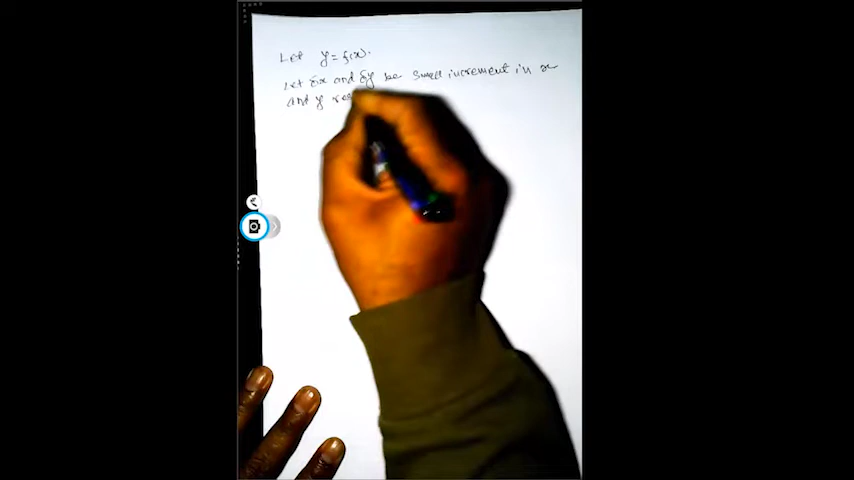 Let y = f(x).
Let δx and δy be small increment in x
and y